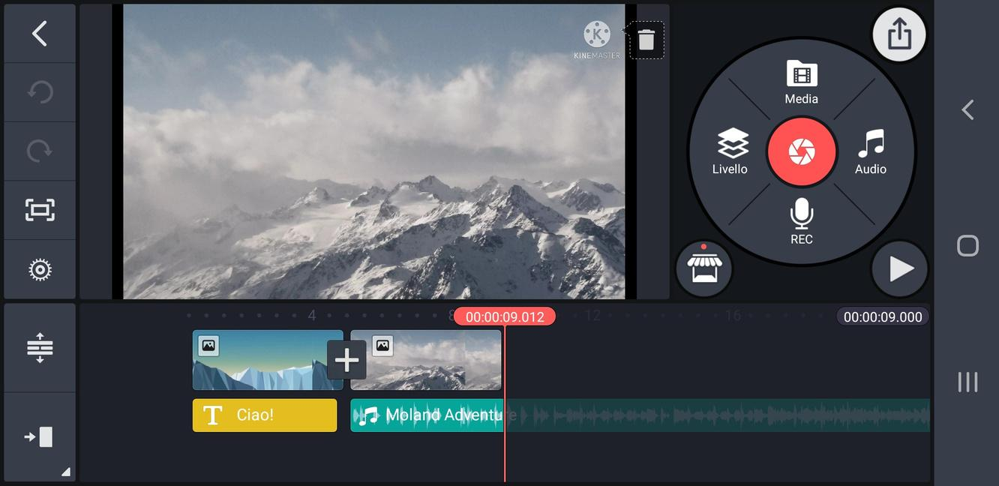 KINEMASTER
Media
Livello
Audio
REC
4
8
00:00:09.012
12
16
00:00:09.000
T Ciao!
Moland Adventure